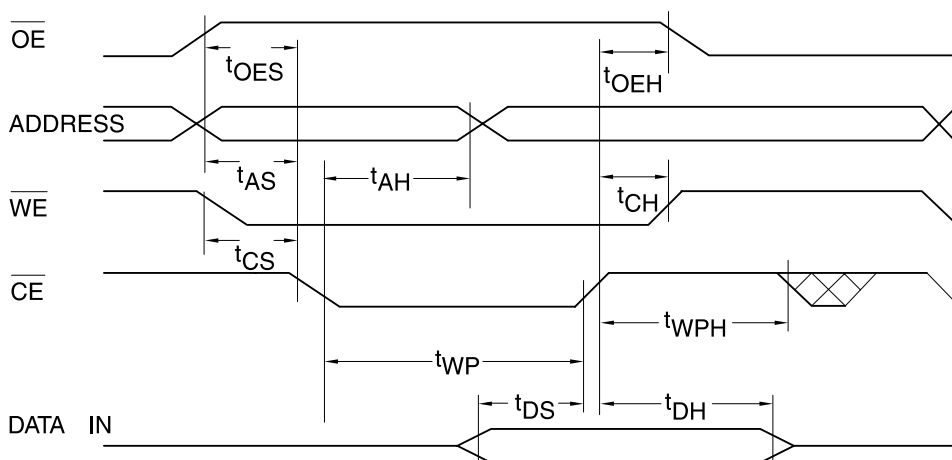 OE
tOES
tOEH
ADDRESS
tAS
tAH
WE
tCH
tCS
CE
tWPH
tWP
tDS
tDH
DATA IN